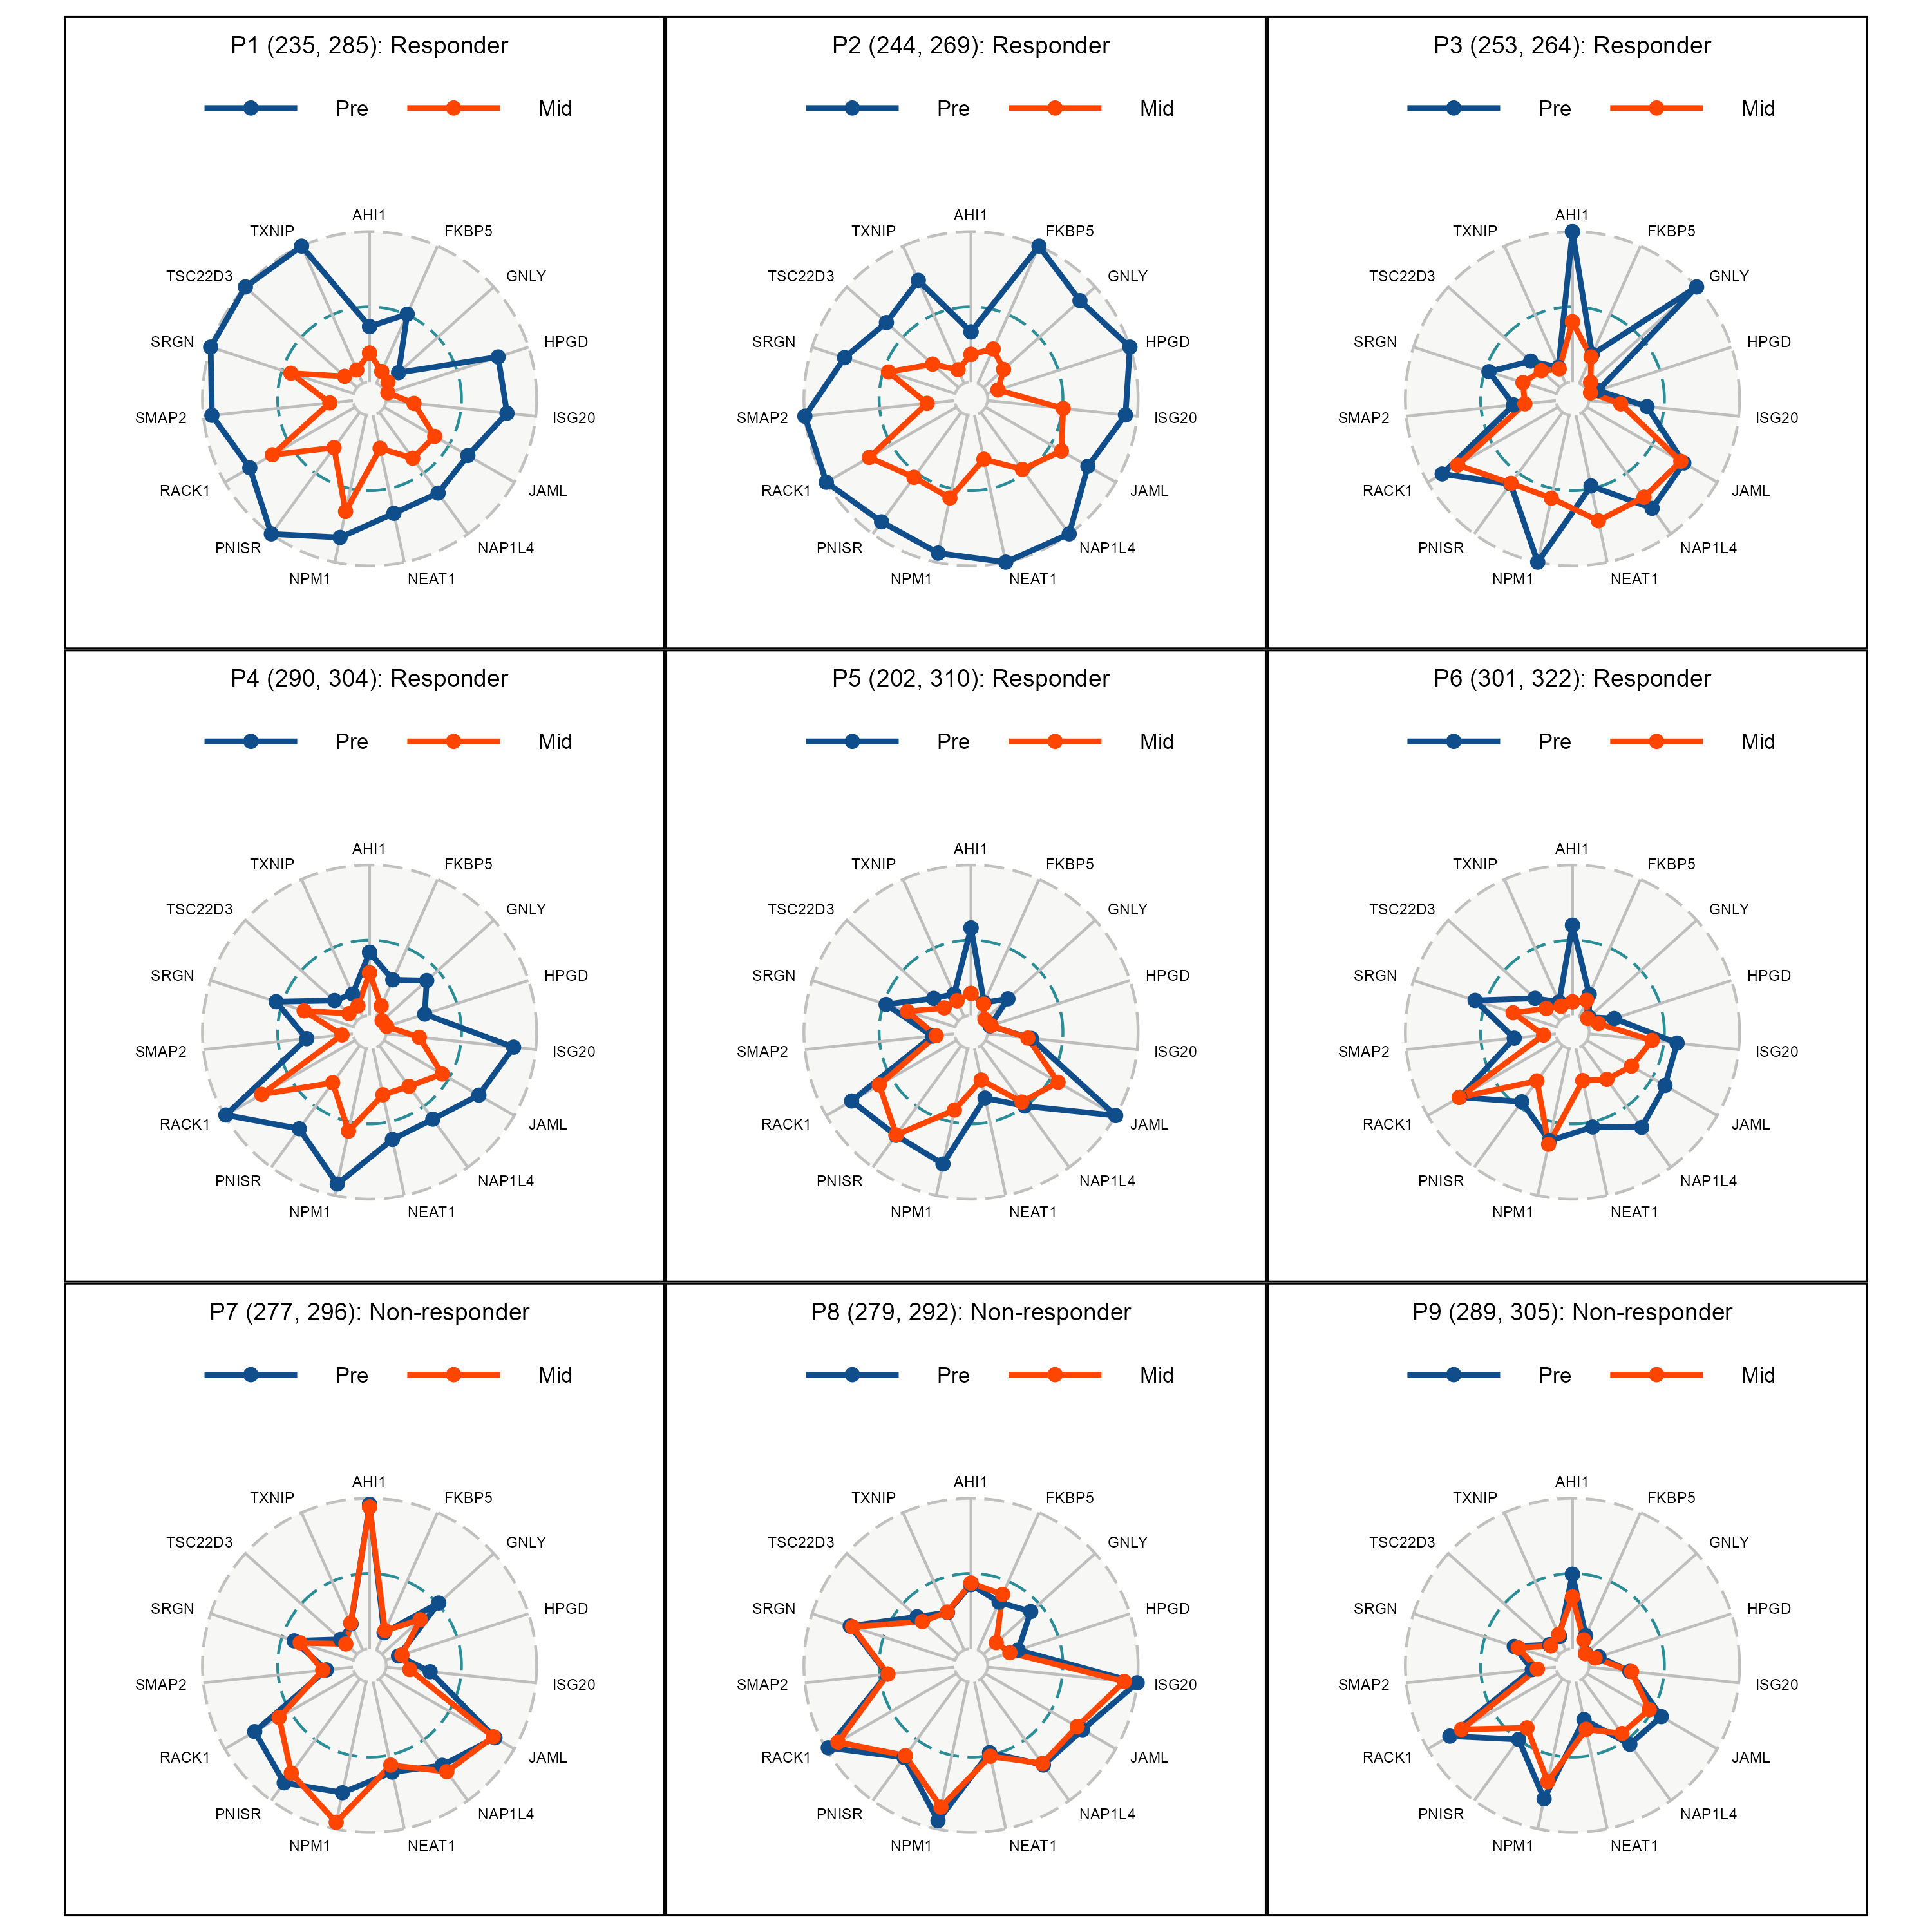 P1 (235, 285): Responder
Pre Mid
AHI1
FKBP5
GNLY
HPGD
ISG20
JAML
NAP1L4
NEAT1
NPM1
PNISR
RACK1
SMAP2
SRGN
TSC22D3
TXNIP
P2 (244, 269): Responder
Pre Mid
AHI1
FKBP5
GNLY
HPGD
ISG20
JAML
NAP1L4
NEAT1
NPM1
PNISR
RACK1
SMAP2
SRGN
TSC22D3
TXNIP
P3 (253, 264): Responder
Pre Mid
AHI1
FKBP5
GNLY
HPGD
ISG20
JAML
NAP1L4
NEAT1
NPM1
PNISR
RACK1
SMAP2
SRGN
TSC22D3
TXNIP
P4 (290, 304): Responder
Pre Mid
AHI1
FKBP5
GNLY
HPGD
ISG20
JAML
NAP1L4
NEAT1
NPM1
PNISR
RACK1
SMAP2
SRGN
TSC22D3
TXNIP
P5 (202, 310): Responder
Pre Mid
AHI1
FKBP5
GNLY
HPGD
ISG20
JAML
NAP1L4
NEAT1
NPM1
PNISR
RACK1
SMAP2
SRGN
TSC22D3
TXNIP
P6 (301, 322): Responder
Pre Mid
AHI1
FKBP5
GNLY
HPGD
ISG20
JAML
NAP1L4
NEAT1
NPM1
PNISR
RACK1
SMAP2
SRGN
TSC22D3
TXNIP
P7 (277, 296): Non-responder
Pre Mid
AHI1
FKBP5
GNLY
HPGD
ISG20
JAML
NAP1L4
NEAT1
NPM1
PNISR
RACK1
SMAP2
SRGN
TSC22D3
TXNIP
P8 (279, 292): Non-responder
Pre Mid
AHI1
FKBP5
GNLY
HPGD
ISG20
JAML
NAP1L4
NEAT1
NPM1
PNISR
RACK1
SMAP2
SRGN
TSC22D3
TXNIP
P9 (289, 305): Non-responder
Pre Mid
AHI1
FKBP5
GNLY
HPGD
ISG20
JAML
NAP1L4
NEAT1
NPM1
PNISR
RACK1
SMAP2
SRGN
TSC22D3
TXNIP